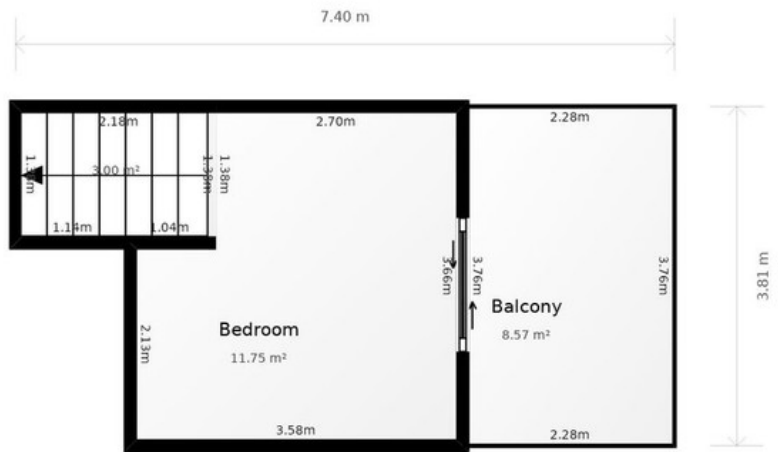 7.40 m
2.18m
2.70m
2.28m
3.00 m²
1.38m
1.38m
1.14m
1.04m
3.66m
3.76m
3.76m
3.81 m
Balcony
8.57 m²
Bedroom
11.75 m²
2.13m
3.58m
2.28m